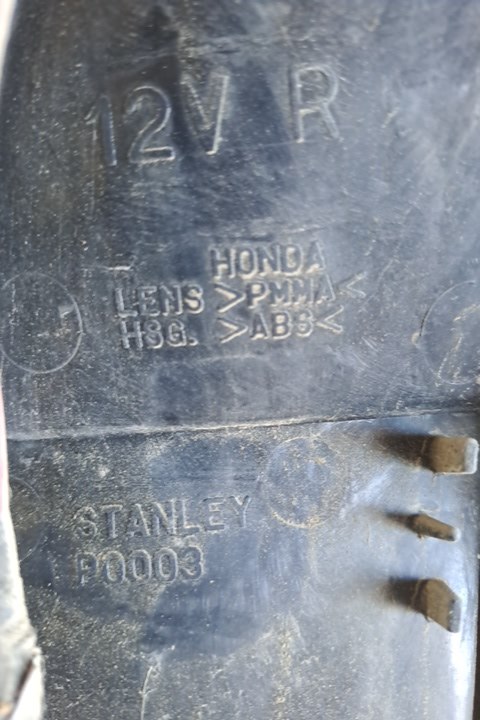 12V R
HONDA
LENS >PMMA<
HSG. >ABS<
STANLEY
P0003